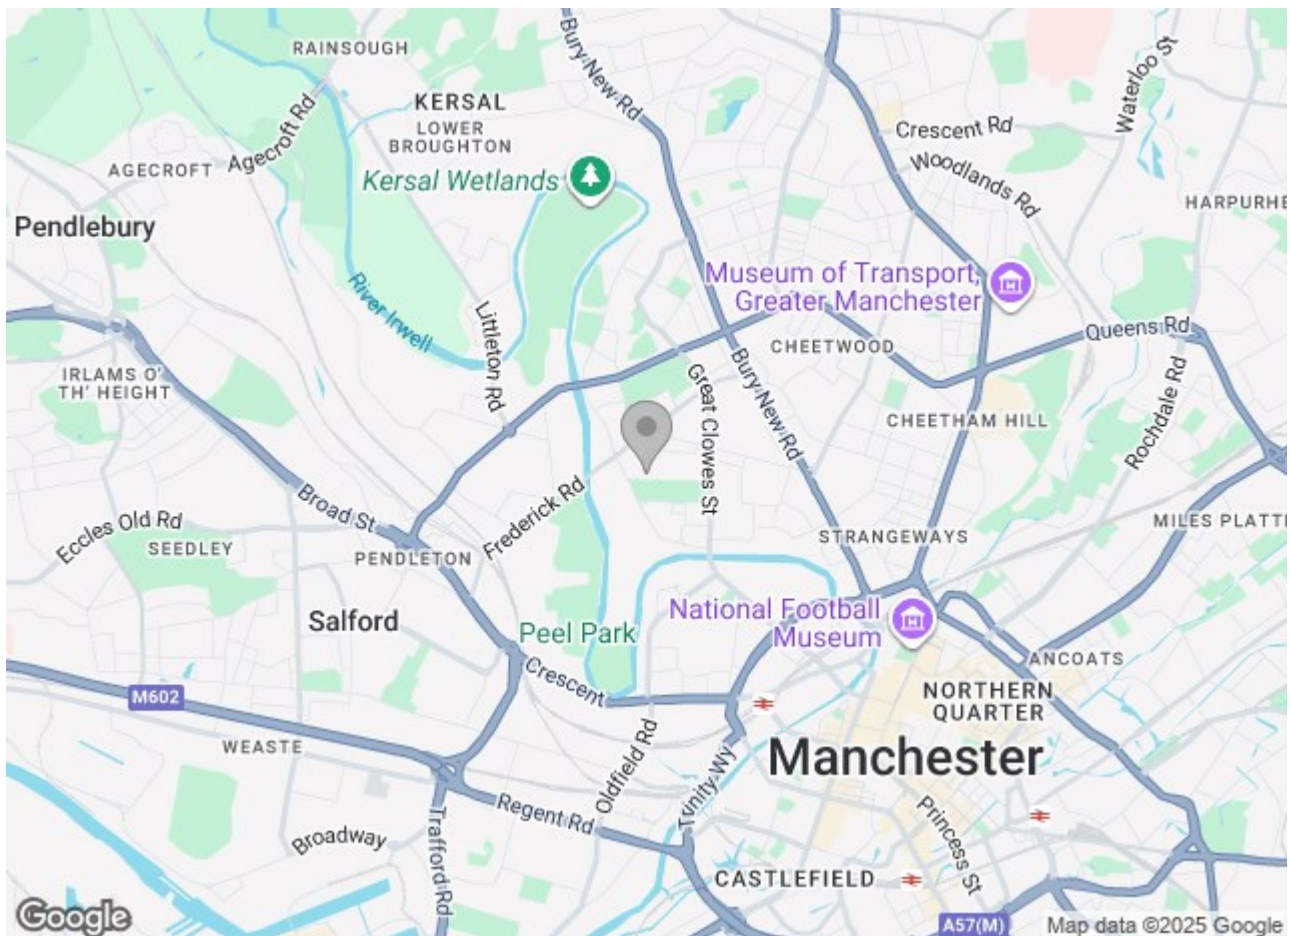 RAINSOUGH
Bury New Rd
Waterloo St
KERSAL
LOWER
BROUGHTON
Agecroft Rd
AGECROFT
Crescent Rd
Woodlands Rd
Kersal Wetlands
HARPURHE
Pendlebury
Museum of Transport,
Greater Manchester
River Irwell
Littleton Rd
Queens Rd
CHEETWOOD
IRLAMS O'
TH' HEIGHT
Great Clowes St
Bury New Rd
Rochdale Rd
CHEETHAM HILL
Broad St
Frederick Rd
Eccles Old Rd
SEEDLEY
PENDLETON
STRANGEWAYS
MILES PLATTI
Salford
National Football
Museum
Peel Park
ANCOATS
Crescent
M602
NORTHERN
QUARTER
WEASTE
Oldfield Rd
Trinity Wy
Manchester
Regent Rd
Broadway
Trafford Rd
Princess St
CASTLEFIELD
Google
A57(M)
Map data ©2025 Google